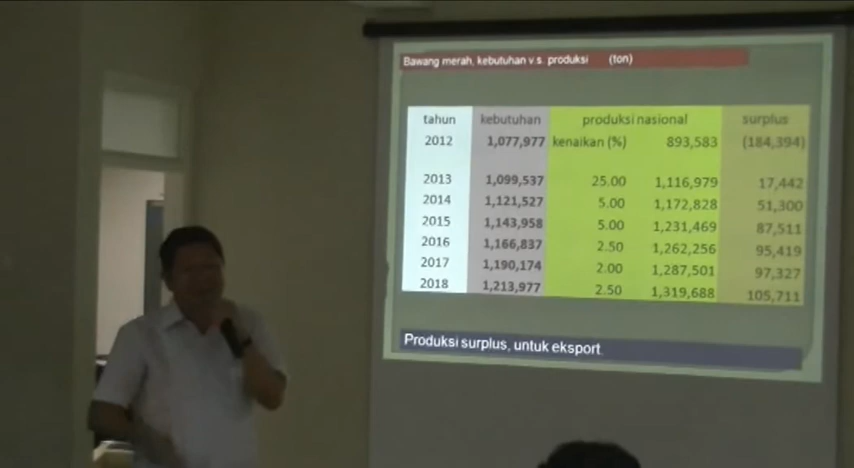 Bawang merah, kebutuhan v.s. produksi (ton)
tahun kebutuhan produksi nasional surplus
2012 1,077,977 kenaikan (%) 893,583 (184,394)
2013 1,099,537 25.00 1,116,979 17,442
2014 1,121,527 5.00 1,172,828 51,300
2015 1,143,958 5.00 1,231,469 87,511
2016 1,166,837 2.50 1,262,256 95,419
2017 1,190,174 2.00 1,287,501 97,327
2018 1,213,977 2.50 1,319,688 105,711
Produksi surplus, untuk eksport